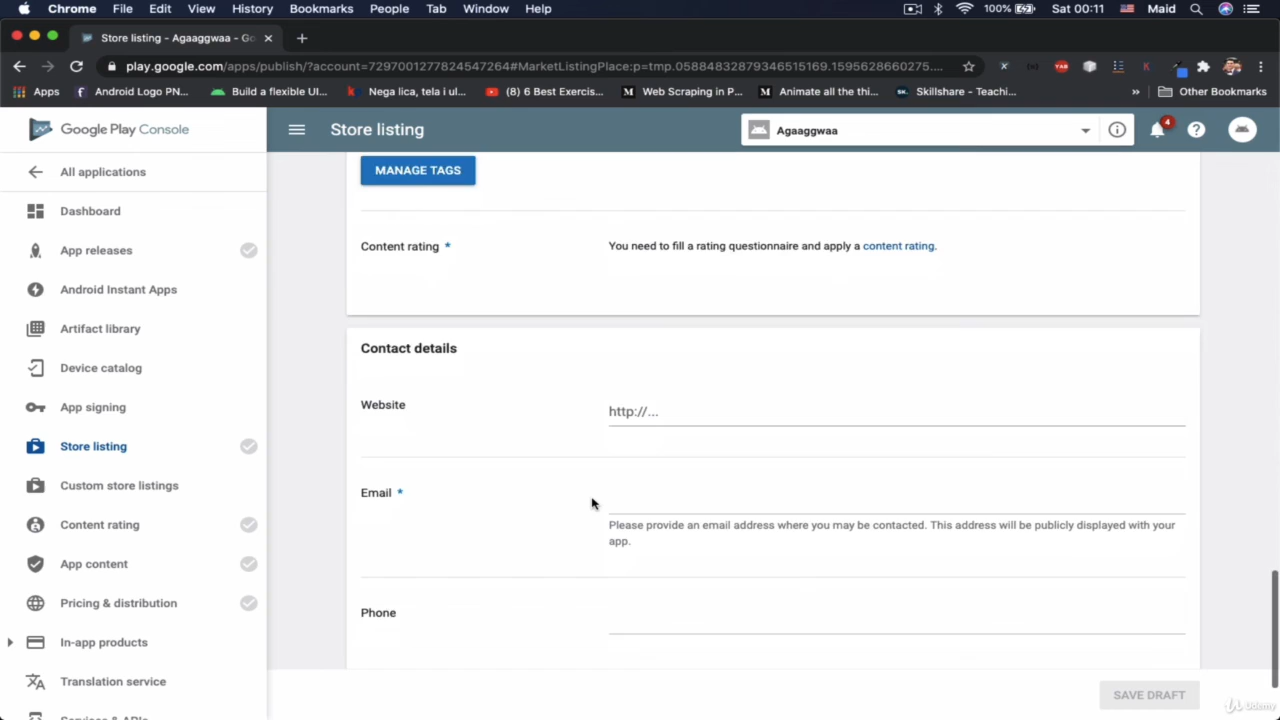 Chrome File Edit View History Bookmarks People Tab Window Help 100% Sat 00:11 Maid
Store listing - Agaaggwaa - Go
play.google.com/apps/publish/?account=7297001277824547264#MarketListingPlace:p=tmp.05884632879346515169.1595628660275....
Apps Android Logo PN... Build a flexible UI... Nega lica, tela i ul... (8) 6 Best Exercis... Web Scraping in P... Animate all the thi... Skillshare - Teachi... » Other Bookmarks
Google Play Console Store listing Agaaggwaa 4
All applications
MANAGE TAGS
Dashboard
Content rating * You need to fill a rating questionnaire and apply a content rating.
App releases
Android Instant Apps
Artifact library
Contact details
Device catalog
Website http://...
App signing
Store listing
Custom store listings
Email *
Please provide an email address where you may be contacted. This address will be publicly displayed with your
app.
Content rating
App content
Pricing & distribution
Phone
In-app products
Translation service
SAVE DRAFT
Udemy